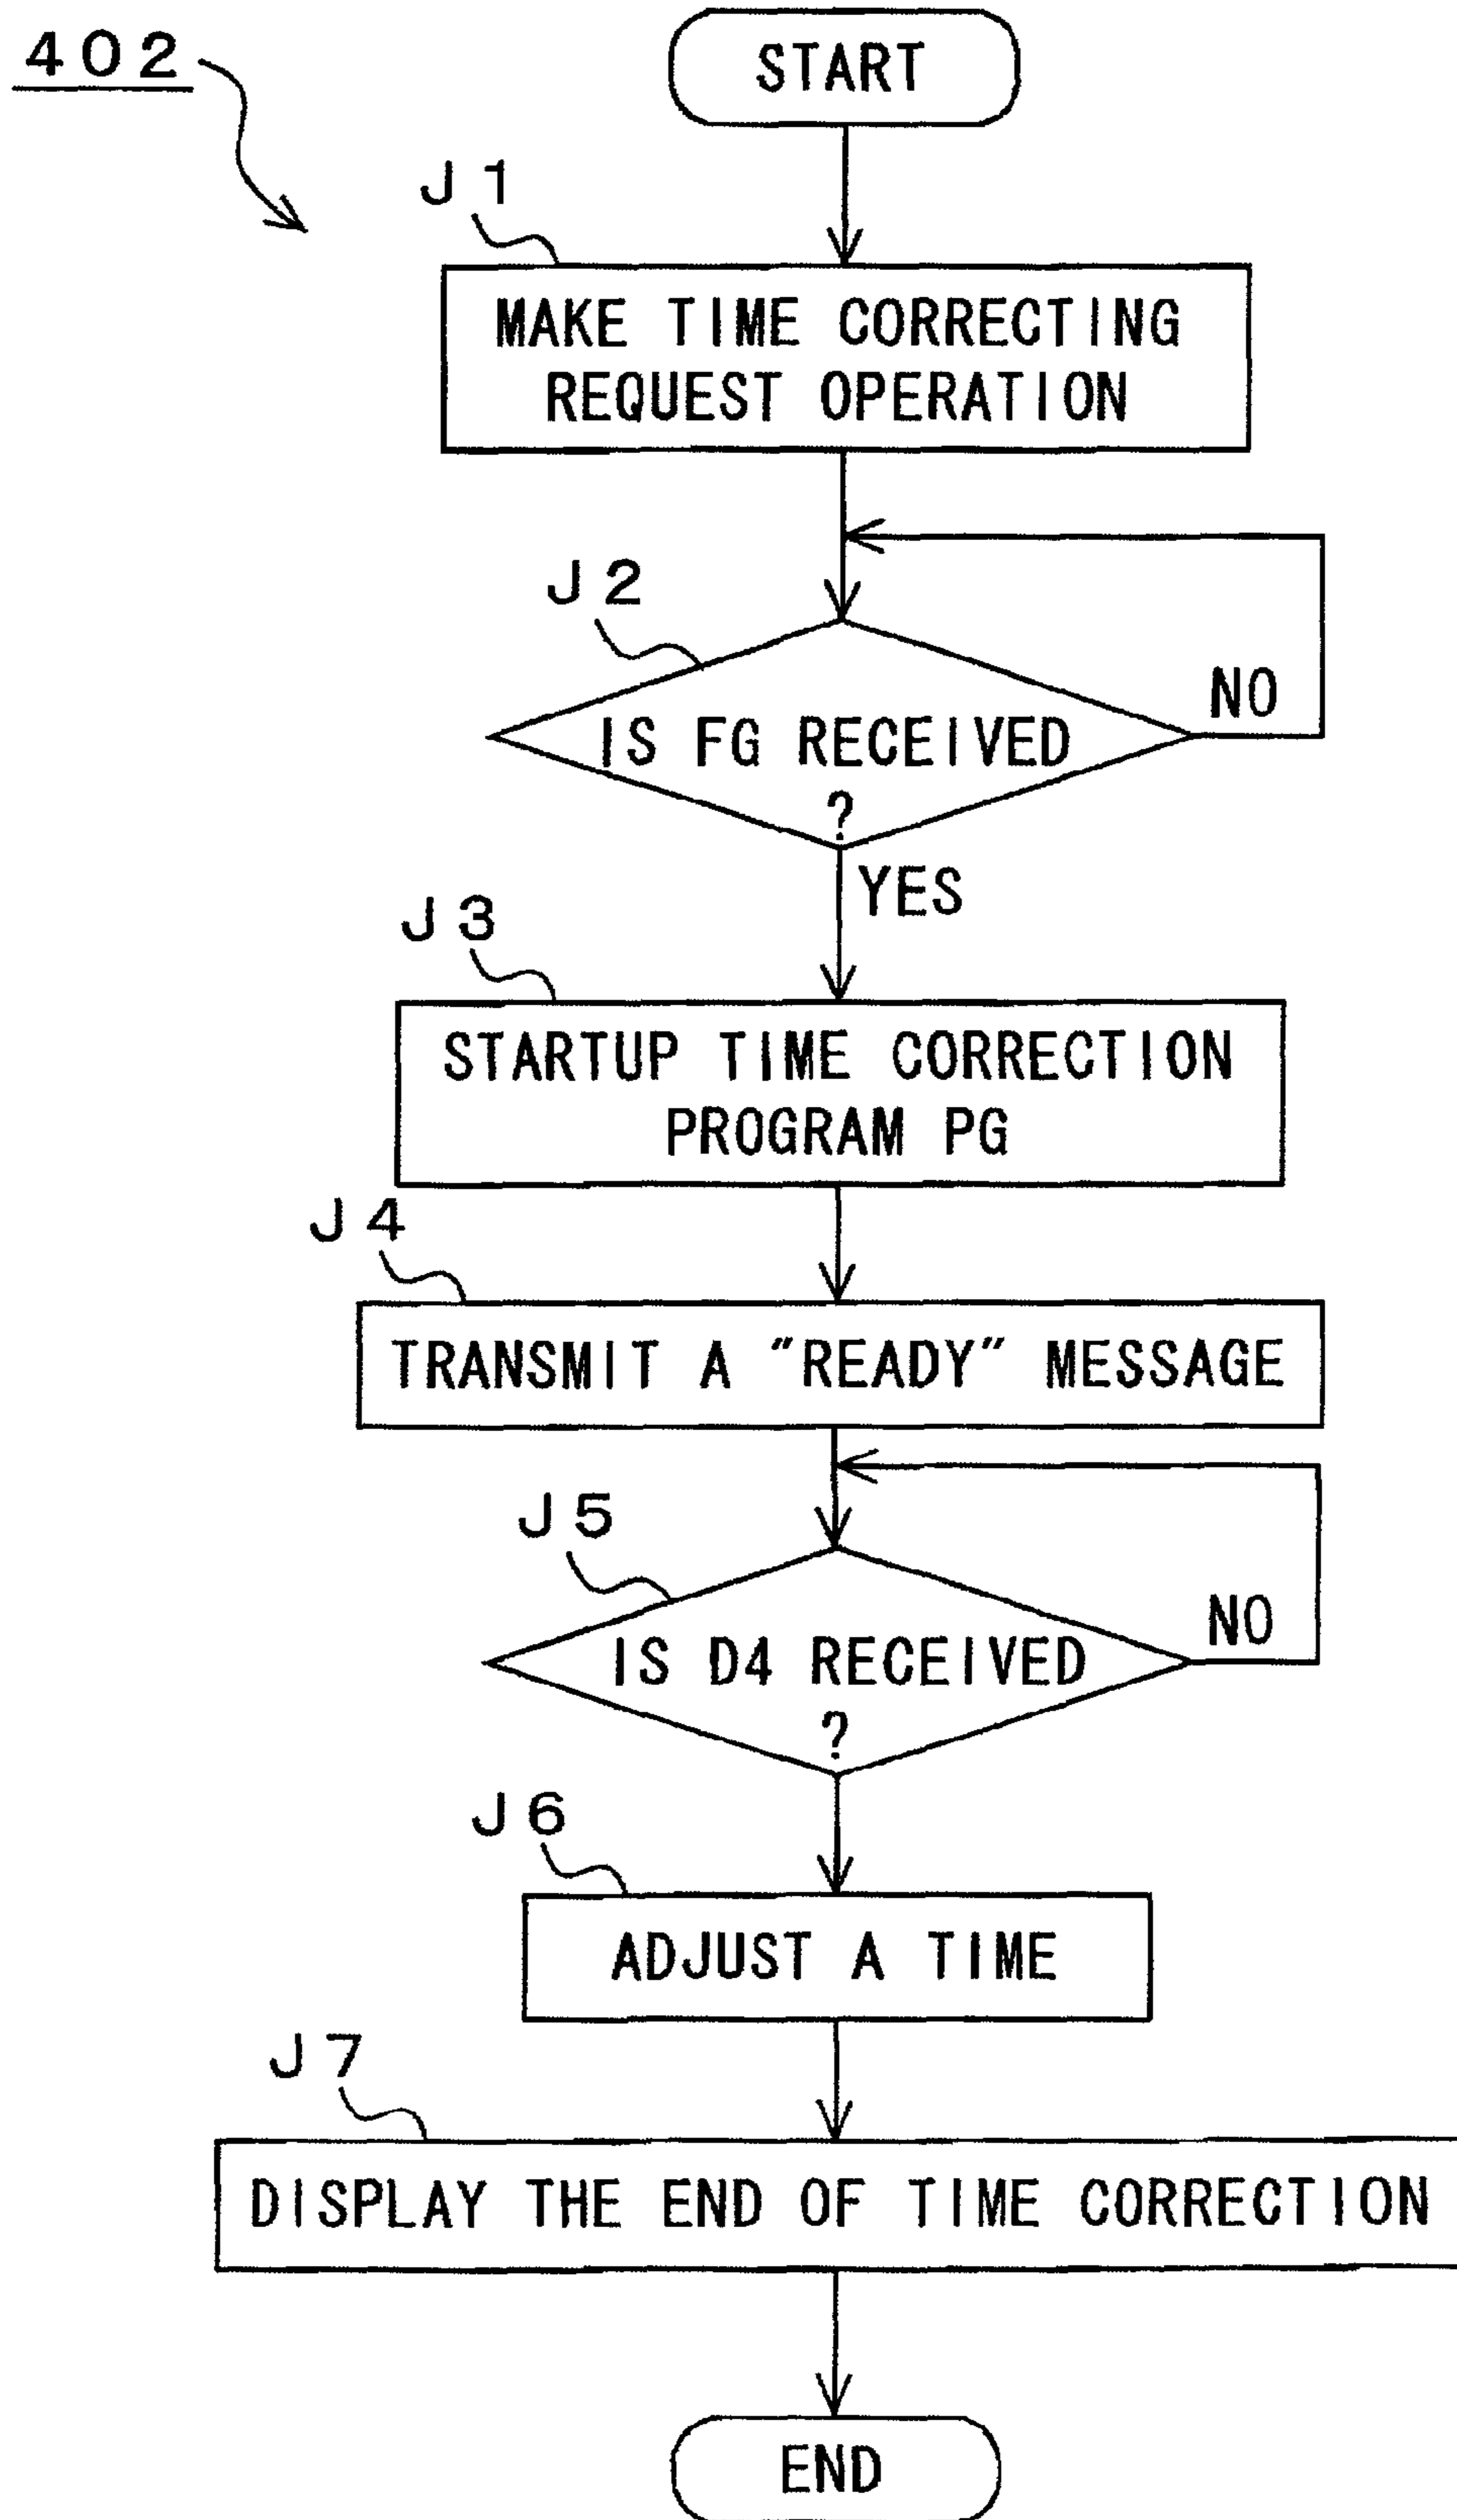 402
START
J1
MAKE TIME CORRECTING
REQUEST OPERATION
J2
NO
IS FG RECEIVED
?
YES
J3
STARTUP TIME CORRECTION
PROGRAM PG
J4
TRANSMIT A "READY" MESSAGE
J5
NO
IS D4 RECEIVED
?
J6
ADJUST A TIME
J7
DISPLAY THE END OF TIME CORRECTION
END